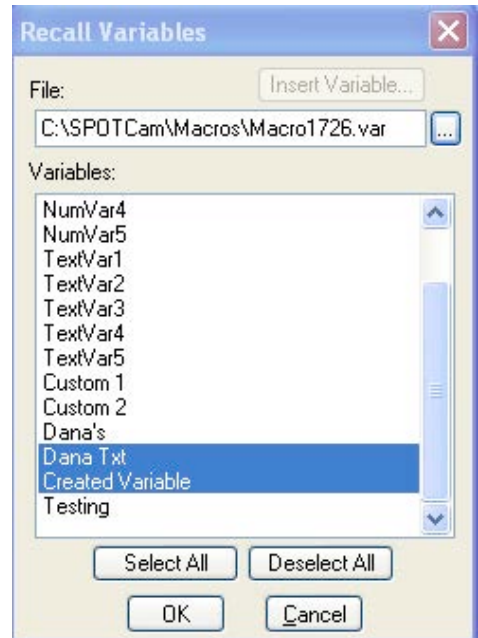 Recall Variables
File:
Insert Variable...
C:\SPOTCam\Macros\Macro1726.var
...
Variables:
NumVar4
NumVar5
TextVar1
TextVar2
TextVar3
TextVar4
TextVar5
Custom 1
Custom 2
Dana's
Dana Txt
Created Variable
Testing
Select All
Deselect All
OK
Cancel